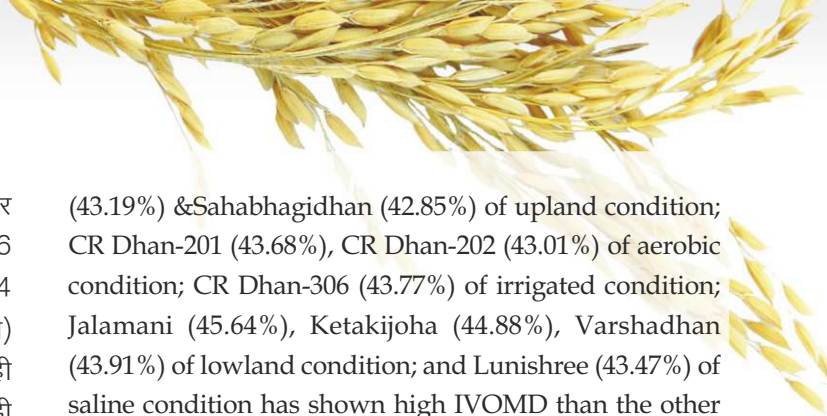 र
6
4
)
ही
ही
(43.19%) &Sahabhagidhan (42.85%) of upland condition;
CR Dhan-201 (43.68%), CR Dhan-202 (43.01%) of aerobic
condition; CR Dhan-306 (43.77%) of irrigated condition;
Jalamani (45.64%), Ketakijoha (44.88%), Varshadhan
(43.91%) of lowland condition; and Lunishree (43.47%) of
saline condition has shown high IVOMD than the other